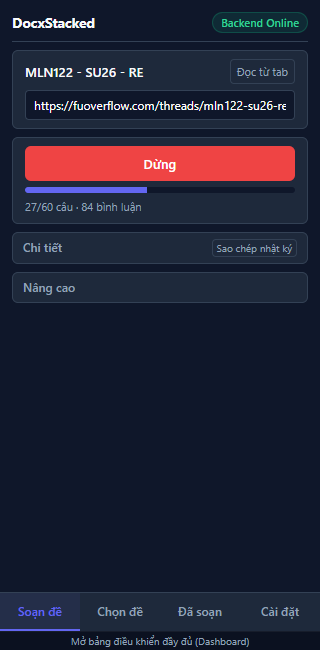 DocxStacked
Backend Online
MLN122 - SU26 - RE
Đọc từ tab
https://fuoverflow.com/threads/mln122-su26-re
Dừng
27/60 câu · 84 bình luận
Chi tiết
Sao chép nhật ký
Nâng cao
Soạn đề
Chọn đề
Đã soạn
Cài đặt
Mở bảng điều khiển đầy đủ (Dashboard)